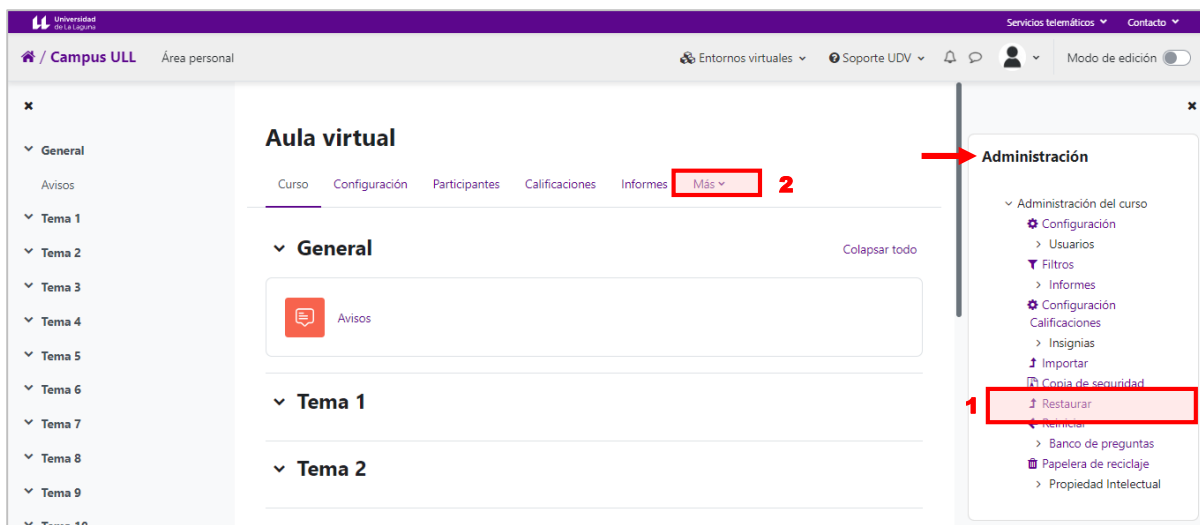 Universidad
de La Laguna
Servicios telemáticos
Contacto
/ Campus ULL
Área personal
Entornos virtuales
Soporte UDV
Modo de edición
General
Avisos
Tema 1
Tema 2
Tema 3
Tema 4
Tema 5
Tema 6
Tema 7
Tema 8
Tema 9
Tema 10
Aula virtual
Curso
Configuración
Participantes
Calificaciones
Informes
Más
2
General
Colapsar todo
Avisos
Tema 1
Tema 2
Administración
Administración del curso
Configuración
Usuarios
Filtros
Informes
Configuración
Calificaciones
Insignias
Importar
Copia de seguridad
1
Restaurar
Reiniciar
Banco de preguntas
Papelera de reciclaje
Propiedad Intelectual